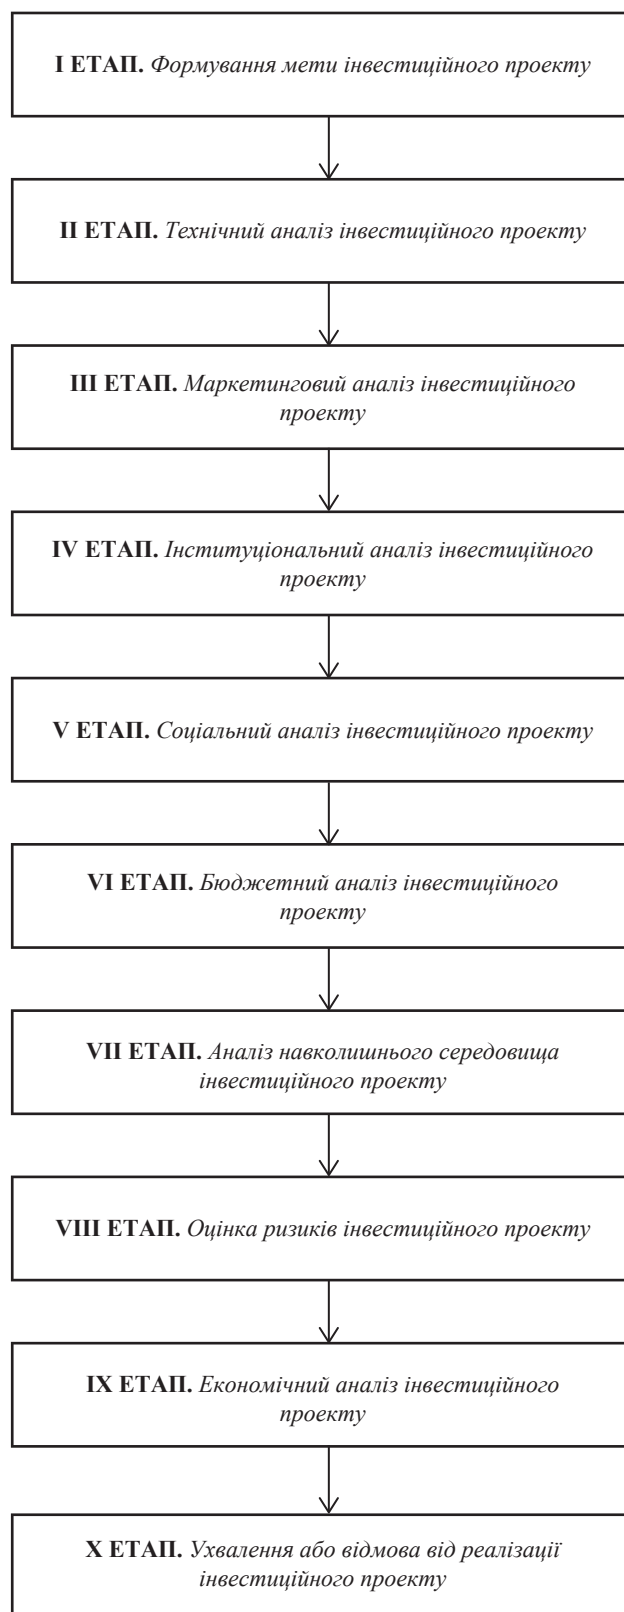 I ЕТАП. Формування мети інвестиційного проекту
II ЕТАП. Технічний аналіз інвестиційного проекту
III ЕТАП. Маркетинговий аналіз інвестиційного
проекту
IV ЕТАП. Інституціональний аналіз інвестиційного
проекту
V ЕТАП. Соціальний аналіз інвестиційного проекту
VI ЕТАП. Бюджетний аналіз інвестиційного
проекту
VII ЕТАП. Аналіз навколишнього середовища
інвестиційного проекту
VIII ЕТАП. Оцінка ризиків інвестиційного проекту
IX ЕТАП. Економічний аналіз інвестиційного
проекту
X ЕТАП. Ухвалення або відмова від реалізації
інвестиційного проекту